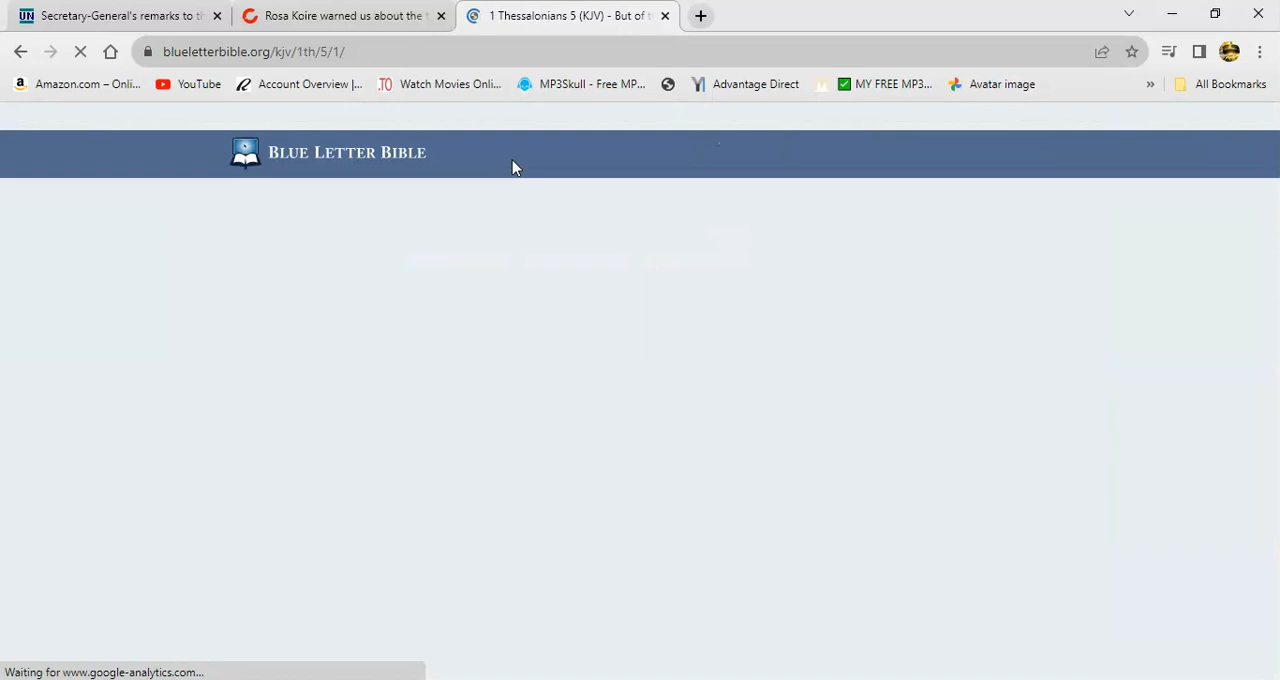 Secretary-General's remarks to th
Rosa Koire warned us about the t
1 Thessalonians 5 (KJV) - But of t
blueletterbible.org/kjv/1th/5/1/
Amazon.com – Onli...
YouTube
Account Overview |...
Watch Movies Onli...
MP3Skull - Free MP...
Advantage Direct
MY FREE MP3...
Avatar image
»
All Bookmarks
BLUE LETTER BIBLE
Waiting for www.google-analytics.com...